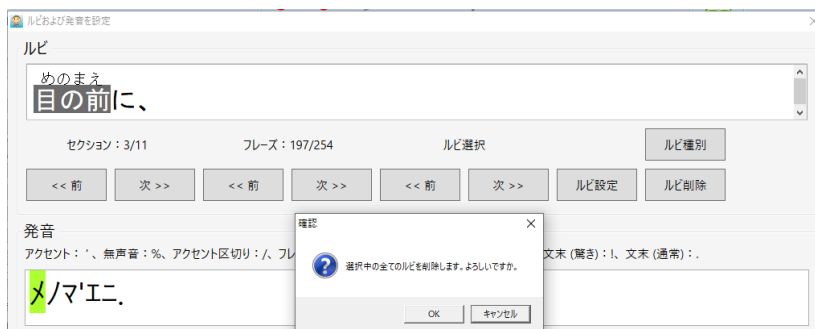 ルビおよび発音を設定
ルビ
めのまえ
目の前に、
セクション：3/11 フレーズ：197/254 ルビ選択 ルビ種別
<< 前 次 >> << 前 次 >> << 前 次 >> ルビ設定 ルビ削除
確認
発音
アクセント：'、無声音：%、アクセント区切り：/、フレ
文末 (驚き)：!、文末 (通常)：.
選択中の全てのルビを削除します。よろしいですか。
メノマ'エニ.
OK キャンセル